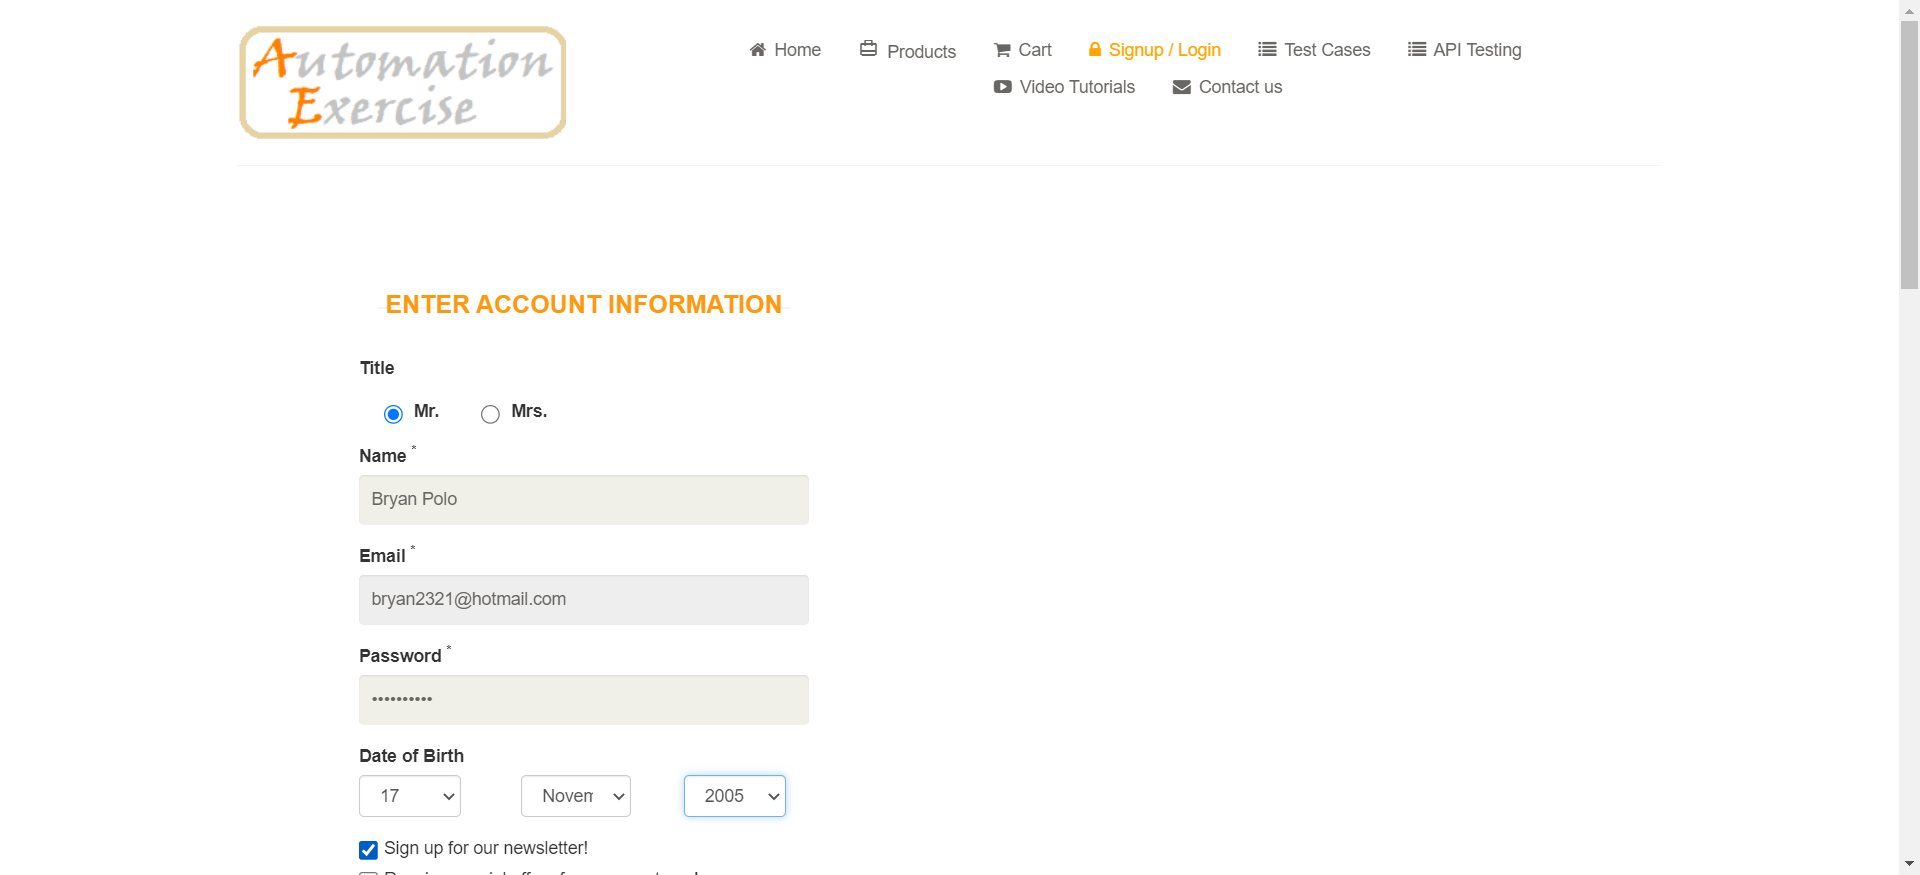 Automation
Exercise
Home
Products
Cart
Signup / Login
Test Cases
API Testing
Video Tutorials
Contact us
ENTER ACCOUNT INFORMATION
Title
Mr.
Mrs.
Name *
Bryan Polo
Email *
bryan2321@hotmail.com
Password *
••••••••••
Date of Birth
17
Novem
2005
Sign up for our newsletter!